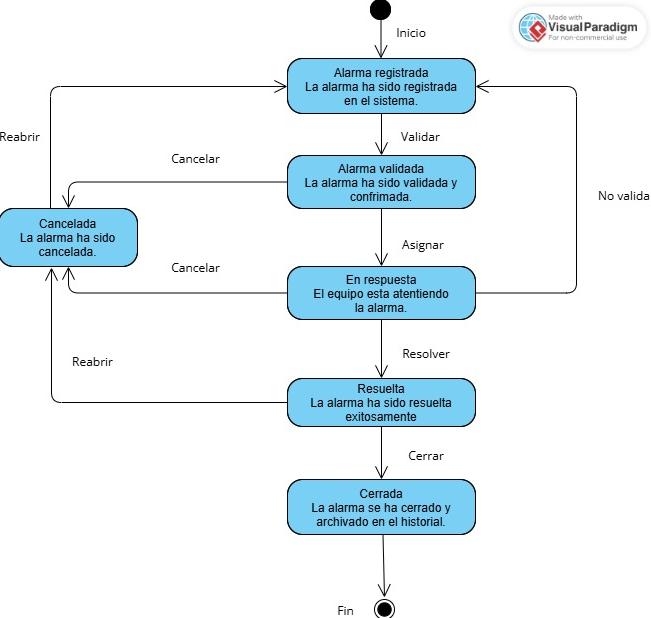 Made with
VisualParadigm
For non-commercial use
Inicio
Alarma registrada
La alarma ha sido registrada
en el sistema.
Reabrir
Validar
Cancelar
Alarma validada
La alarma ha sido validada y
confrimada.
No valida
Cancelada
La alarma ha sido
cancelada.
Asignar
Cancelar
En respuesta
El equipo esta atentiendo
la alarma.
Resolver
Reabrir
Resuelta
La alarma ha sido resuelta
exitosamente
Cerrar
Cerrada
La alarma se ha cerrado y
archivado en el historial.
Fin